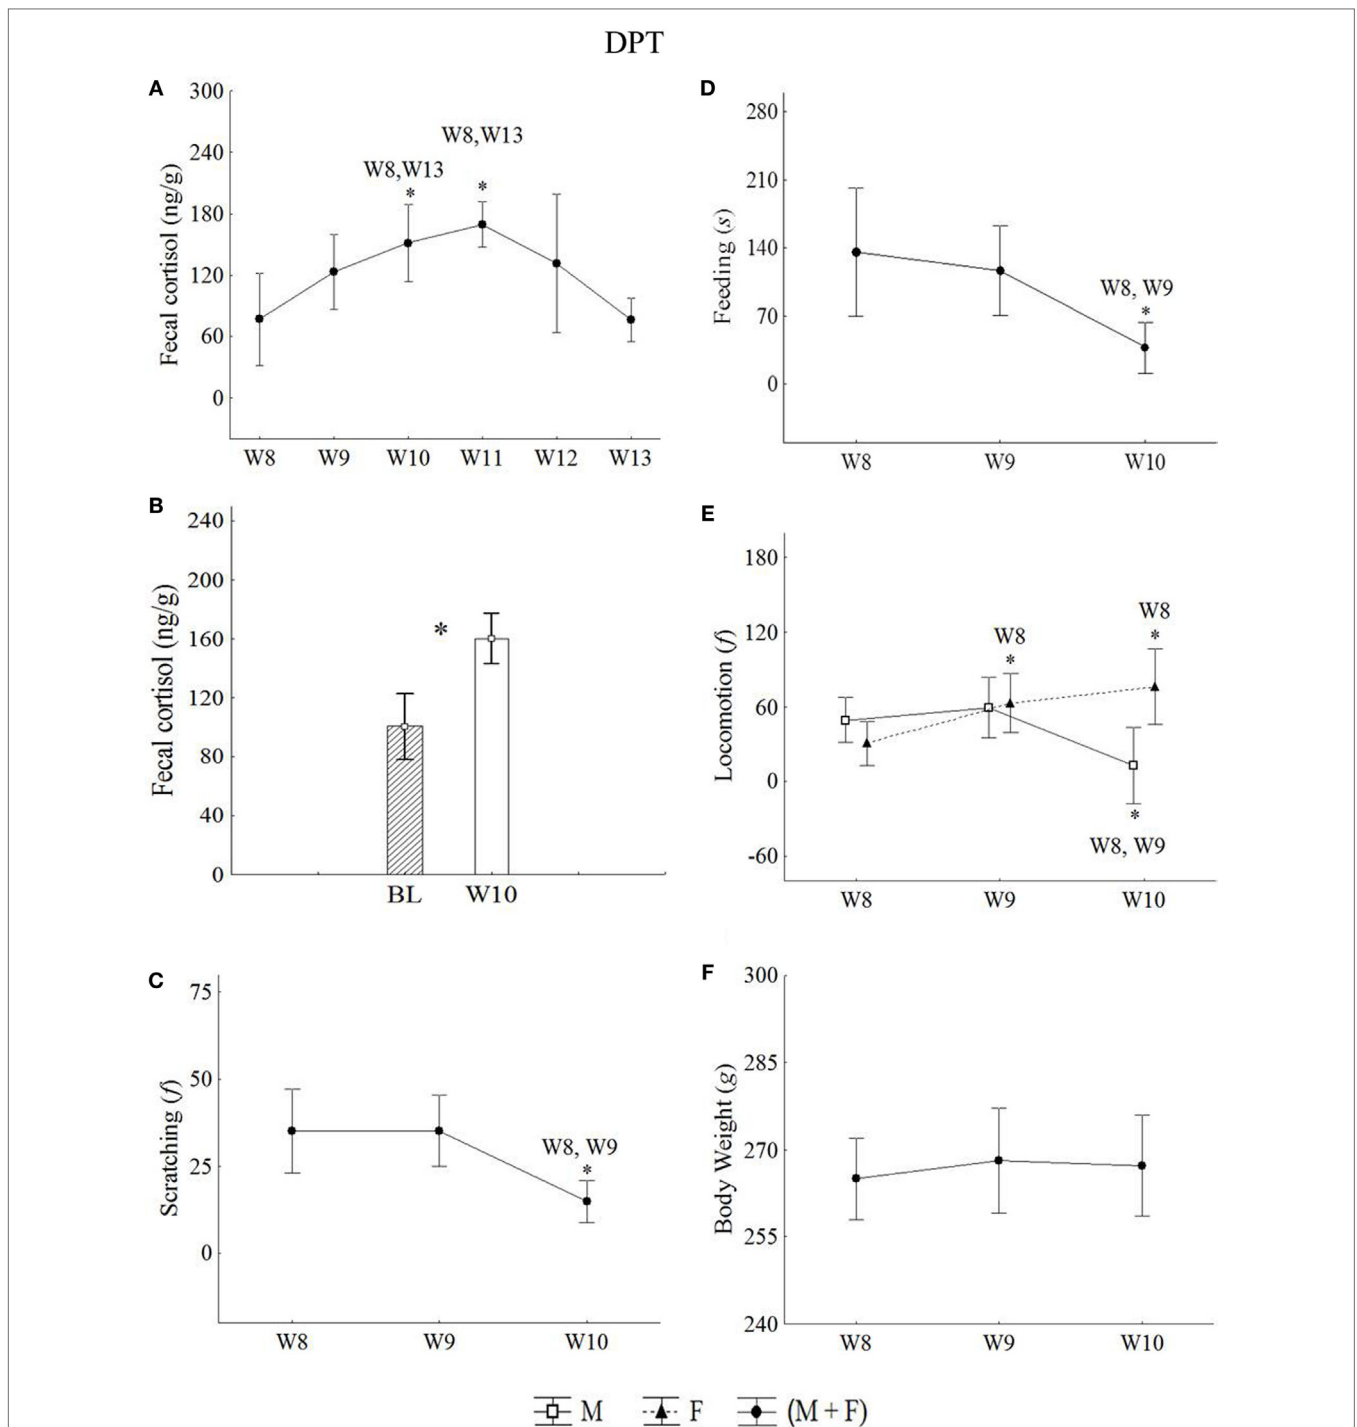 DPT
A
300
240
180
120
60
0
Fecal cortisol (ng/g)
W8,W13
*
W8,W13
*
W8 W9 W10 W11 W12 W13
B
240
200
160
120
80
40
0
Fecal cortisol (ng/g)
*
BL W10
C
75
50
25
0
Scratching (f)
W8, W9
*
W8 W9 W10
D
280
210
140
70
0
Feeding (s)
W8, W9
*
W8 W9 W10
E
180
120
60
0
-60
Locomotion (f)
W8
*
W8
*
*
W8, W9
W8 W9 W10
F
300
285
270
255
240
Body Weight (g)
W8 W9 W10
M F (M + F)